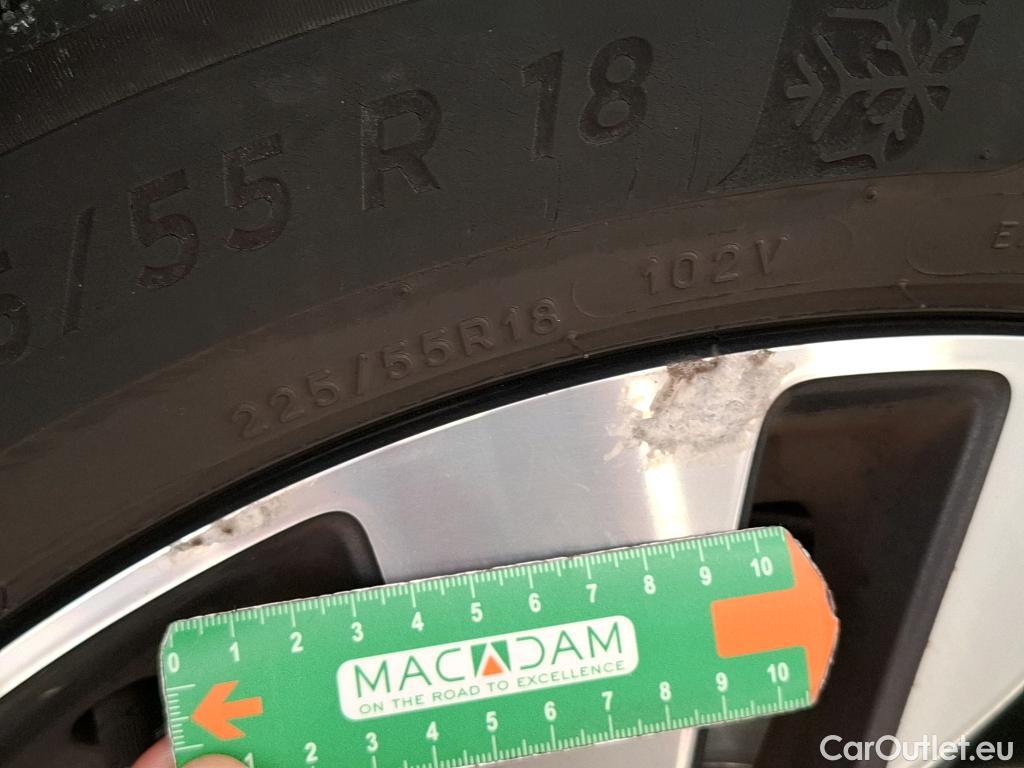 5/55 R 18
225/55R18 102V
E
0 1 2 3 4 5 6 7 8 9 10
MACADAM
ON THE ROAD TO EXCELLENCE
1 2 3 4 5 6 7 8 9 10
CarOutlet.eu